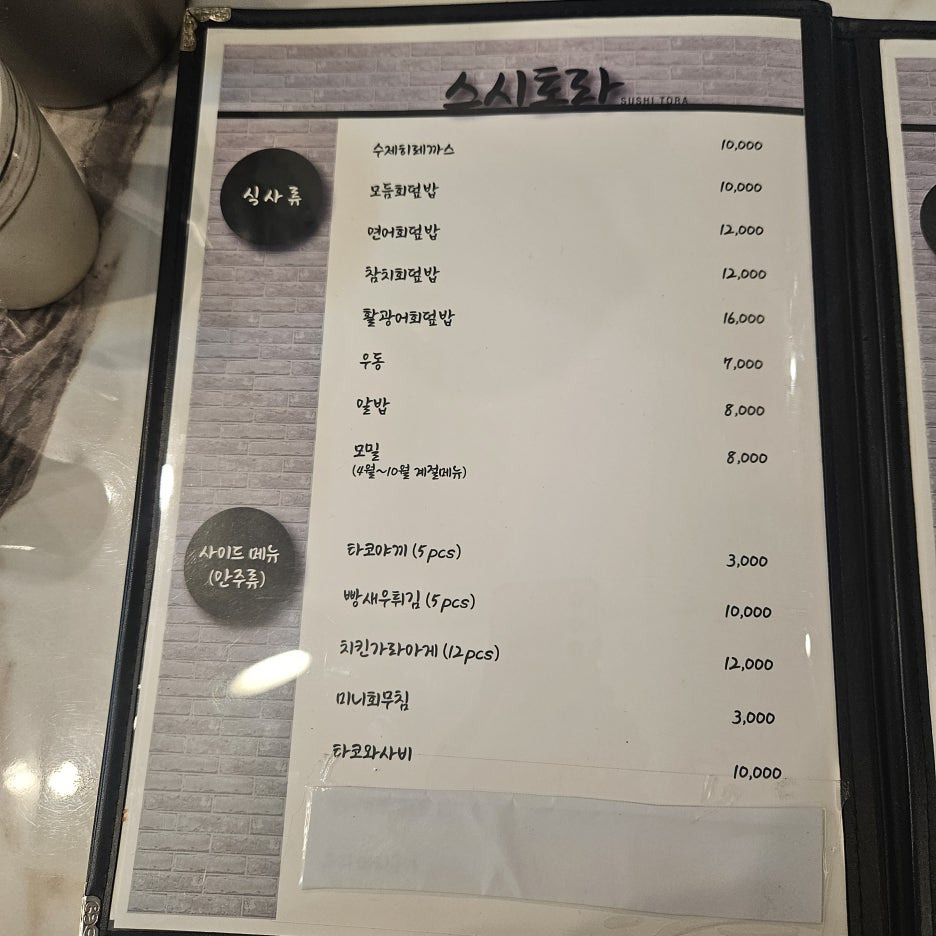 스시토라 SUSHI TORA
식사류
수제히레까스 10,000
모듬회덮밥 10,000
연어회덮밥 12,000
참치회덮밥 12,000
활광어회덮밥 16,000
우동 7,000
알밥 8,000
모밀 8,000
(4월~10월 계절메뉴)
사이드 메뉴
(안주류)
타코야끼 (5pcs) 3,000
빵새우튀김 (5pcs) 10,000
치킨가라아게 (12pcs) 12,000
미니회무침 3,000
타코와사비 10,000